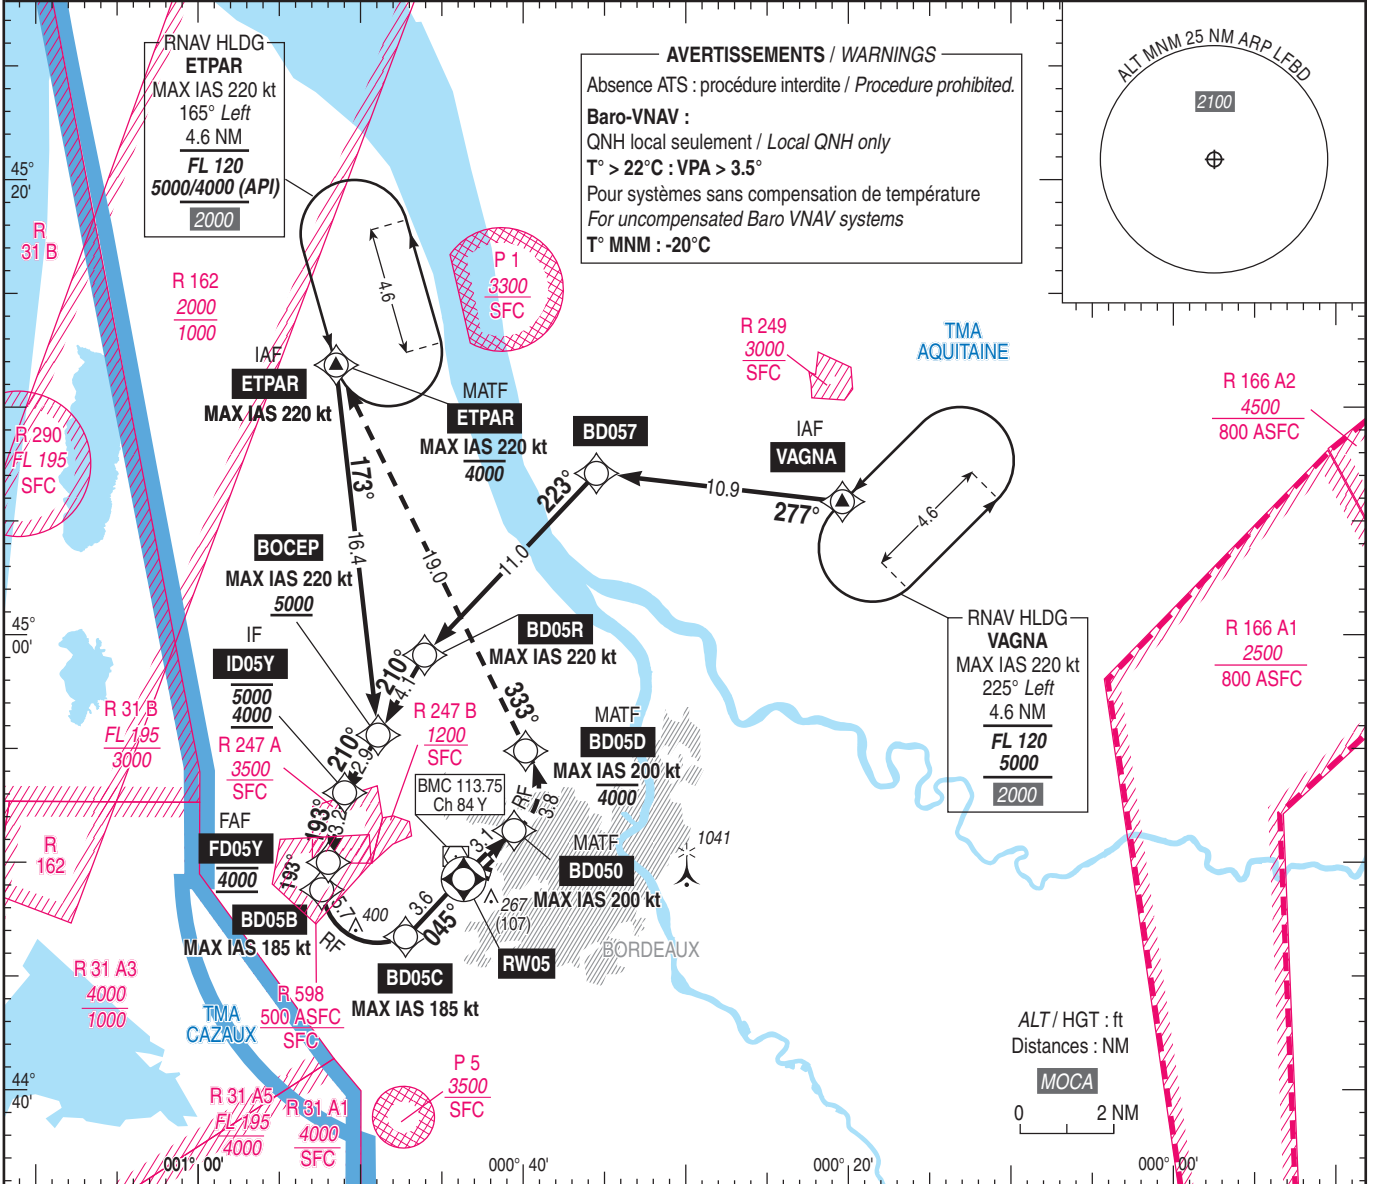 RNAV HLDG
ETPAR
MAX IAS 220 kt
165° Left
4.6 NM
FL 120
5000/4000 (API)
2000
AVERTISSEMENTS / WARNINGS
Absence ATS : procédure interdite / Procedure prohibited.
Baro-VNAV :
QNH local seulement / Local QNH only
T° > 22°C : VPA > 3.5°
Pour systèmes sans compensation de température
For uncompensated Baro VNAV systems
T° MNM : -20°C
ALT MNM 25 NM ARP LFBD
2100
45°
20'
R
31 B
R 162
2000
1000
4.6
P 1
3300
SFC
IAF
ETPAR
MAX IAS 220 kt
MATF
ETPAR
MAX IAS 220 kt
4000
R 249
3000
SFC
TMA
AQUITAINE
R 166 A2
4500
800 ASFC
R 290
FL 195
SFC
BD057
IAF
VAGNA
10.9
277°
223°
11.0
4.6
173°
16.4
19.0
BOCEP
MAX IAS 220 kt
5000
BD05R
MAX IAS 220 kt
RNAV HLDG
VAGNA
MAX IAS 220 kt
225° Left
4.6 NM
FL 120
5000
2000
R 166 A1
2500
800 ASFC
45°
00'
IF
ID05Y
5000
4000
210°
4.1
333°
R 31 B
FL 195
3000
R 247 A
3500
SFC
210°
2.9
R 247 B
1200
SFC
BMC 113.75
Ch 84 Y
MATF
BD05D
MAX IAS 200 kt
4000
RF
3.8
193°
3.2
FAF
FD05Y
4000
R
162
193°
3.1
MATF
BD050
MAX IAS 200 kt
1041
BD05B
MAX IAS 185 kt
5.7
RF
400
3.6
045°
267
(107)
RW05
BORDEAUX
BD05C
MAX IAS 185 kt
R 31 A3
4000
1000
TMA
CAZAUX
R 598
500 ASFC
SFC
ALT / HGT : ft
Distances : NM
MOCA
0 2 NM
P 5
3500
SFC
44°
40'
R 31 A5
FL 195
4000
R 31 A1
4000
SFC
001° 00'
000° 40'
000° 20'
000° 00'